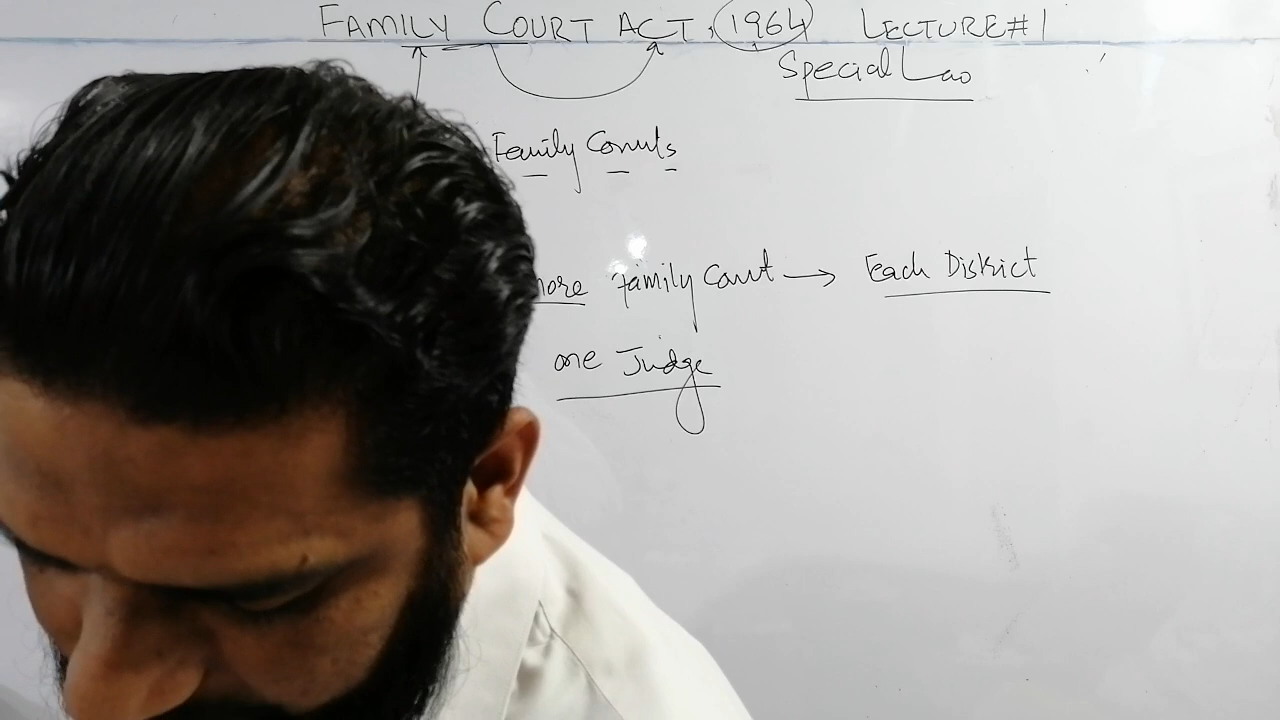 FAMILY COURT ACT, 1964 LECTURE #1
Special Law
Family Courts
more Family Court → Each District
one Judge